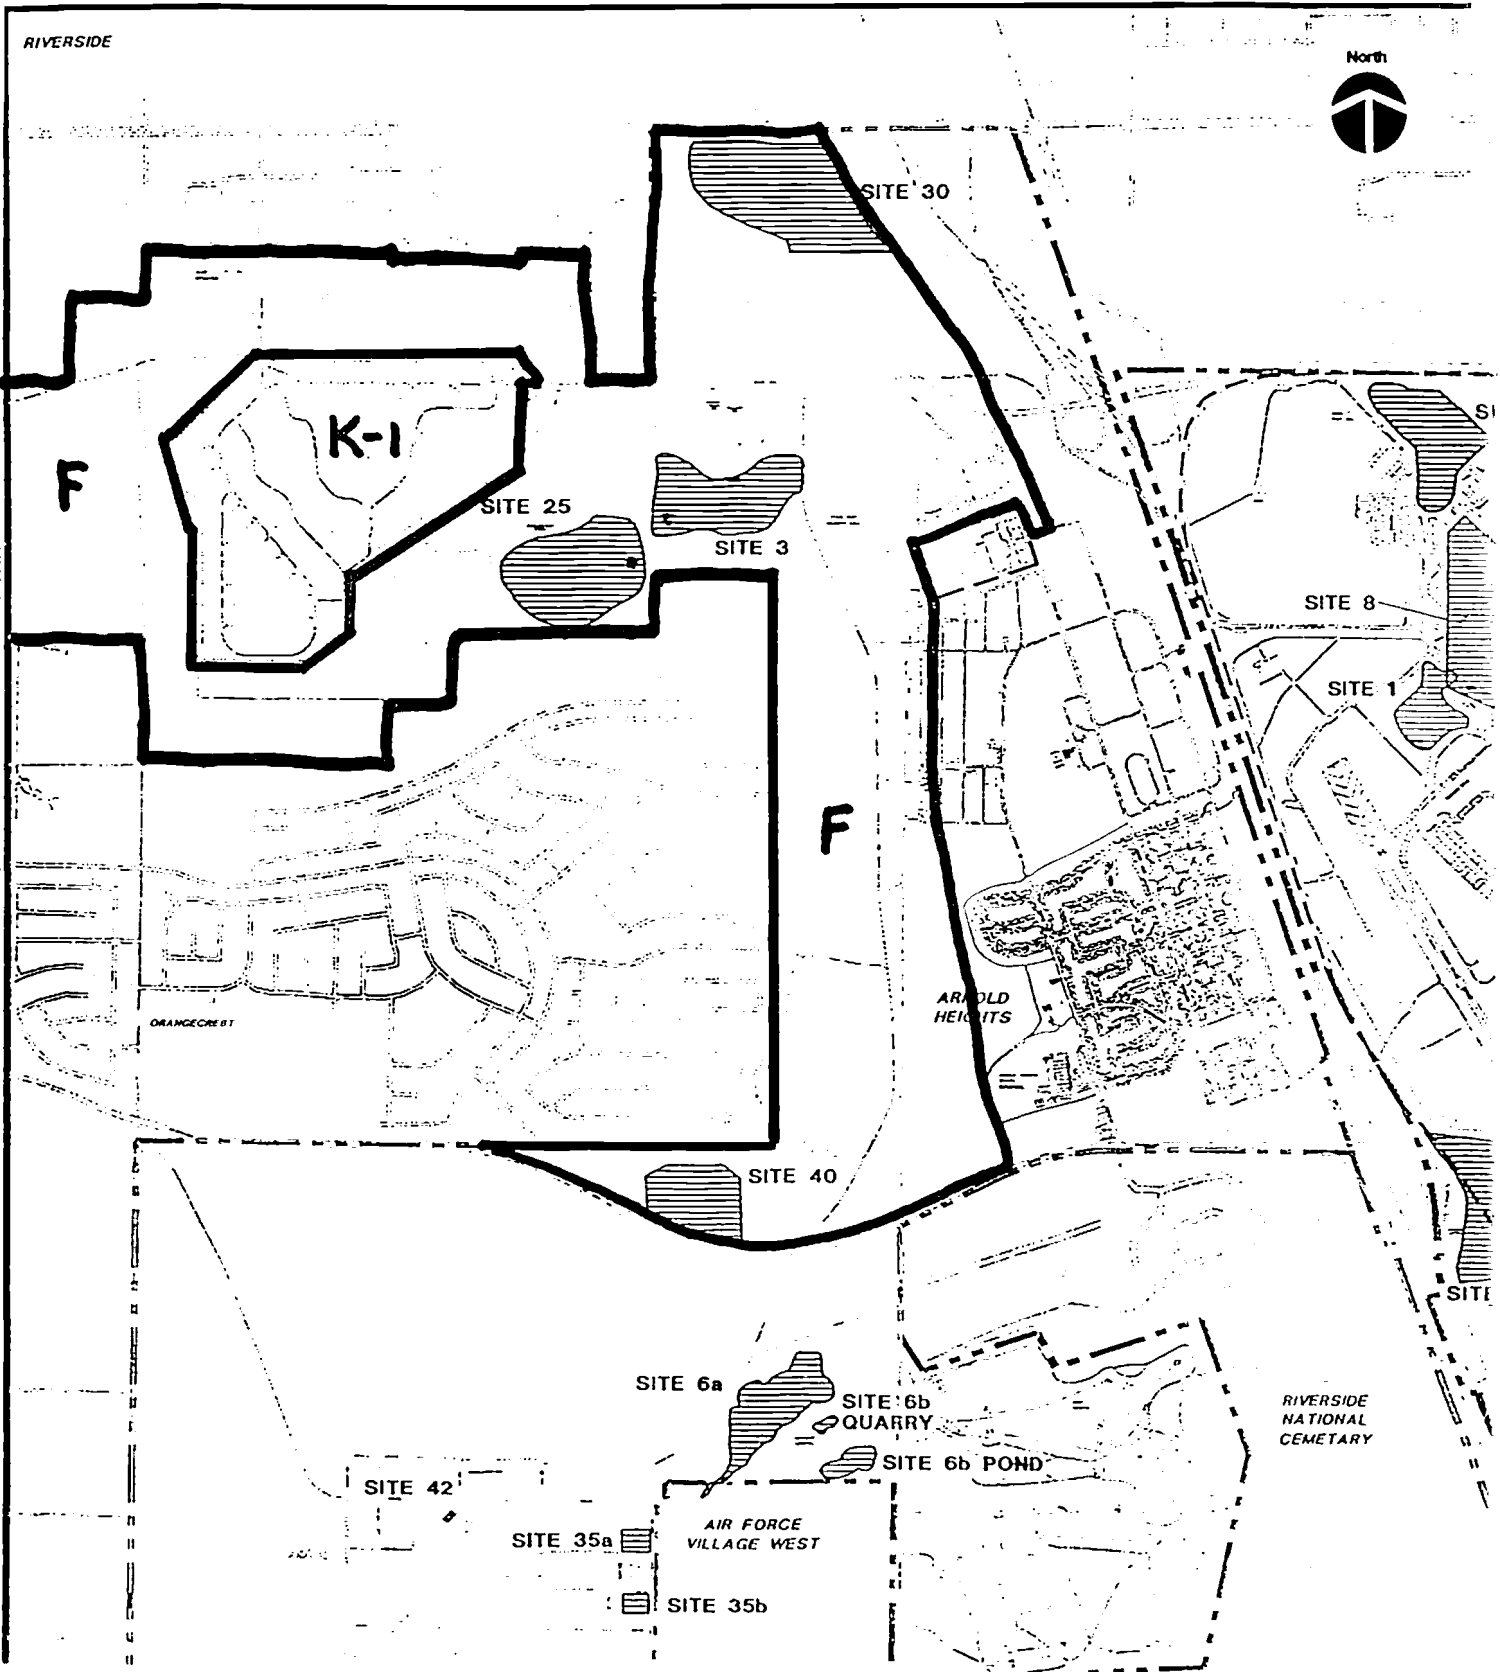 RIVERSIDE
North
SITE 30
K-1
F
SITE 25
SITE 3
SITE 8
SITE 1
F
ARNOLD
HEIGHTS
ORANGECREST
SITE 40
SITE
SITE 6a
SITE 6b
QUARRY
SITE 6b POND
RIVERSIDE
NATIONAL
CEMETARY
SITE 42
SITE 35a
AIR FORCE
VILLAGE WEST
SITE 35b